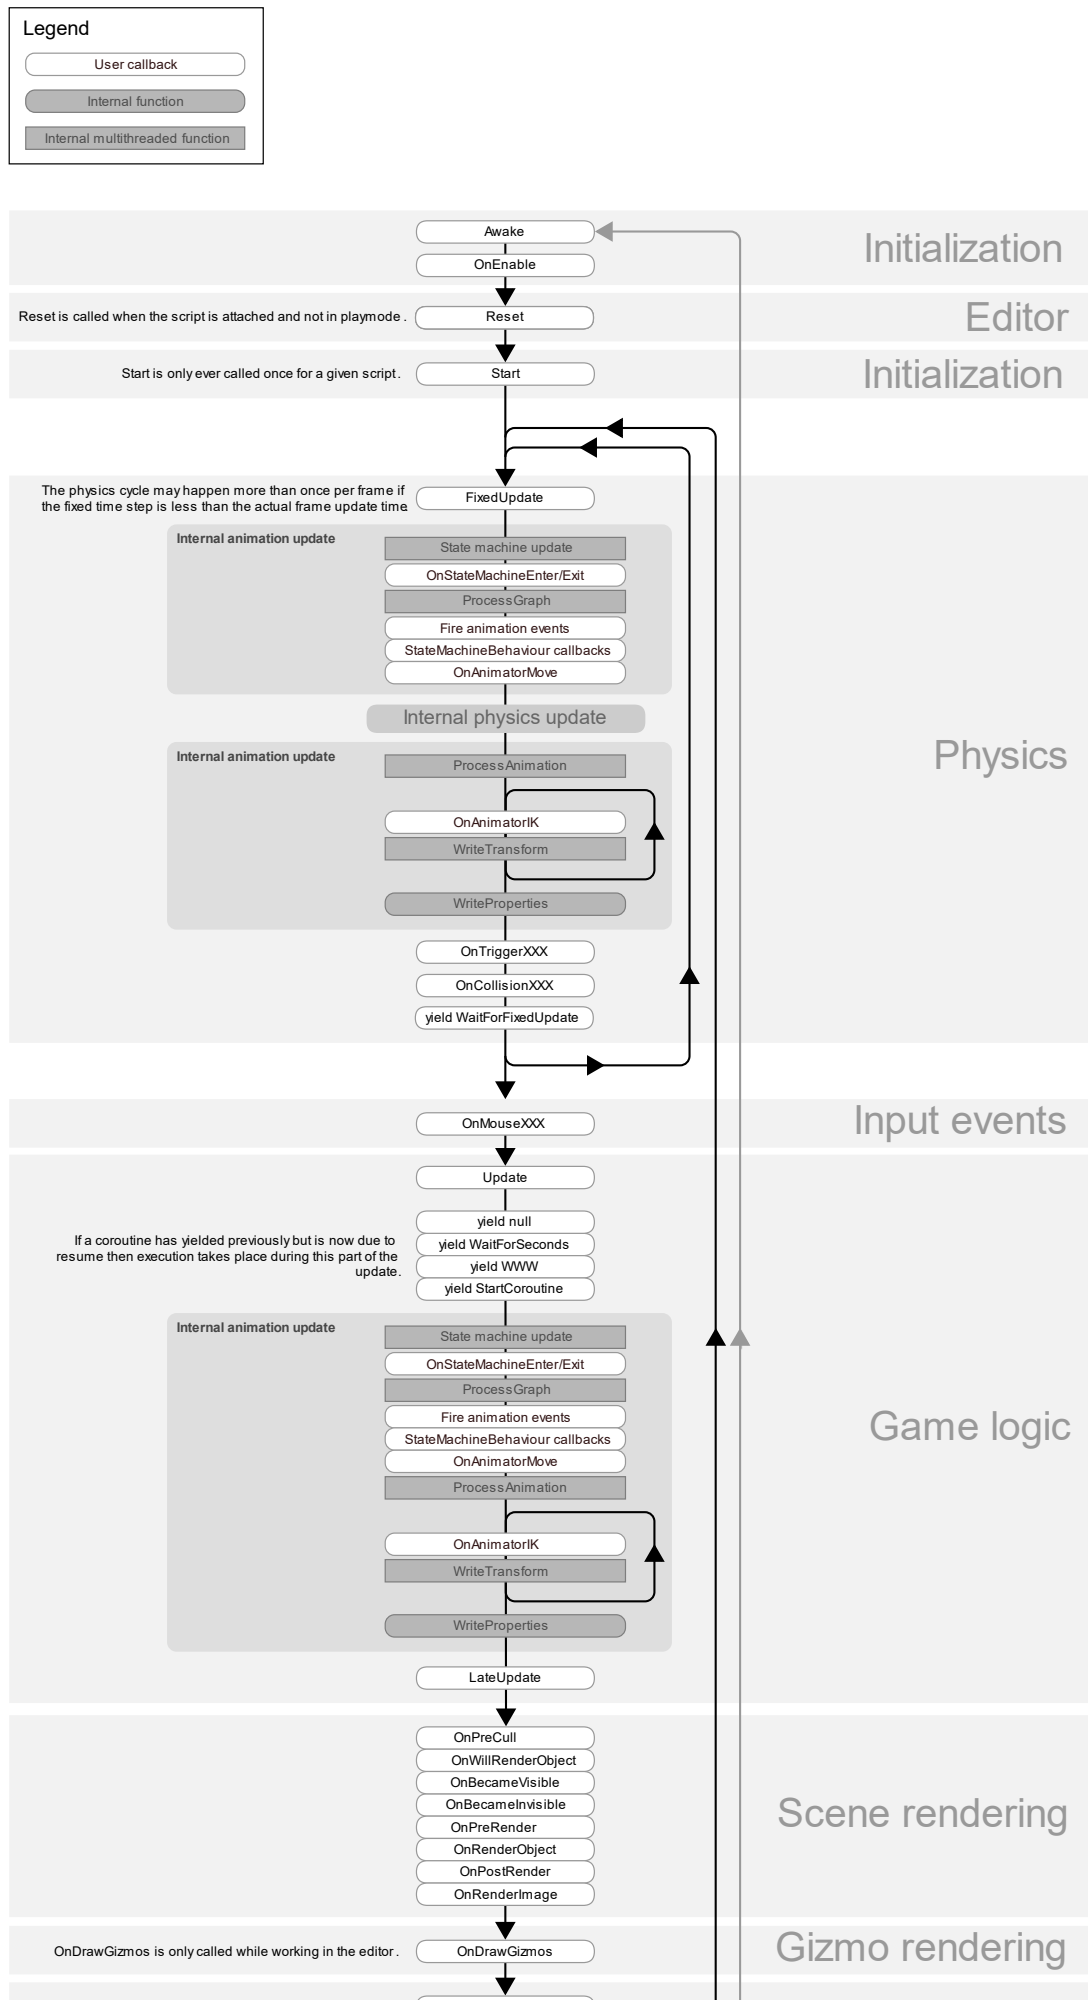 Legend
User callback
Internal function
Internal multithreaded function
Awake
Initialization
OnEnable
Reset is called when the script is attached and not in playmode .
Reset
Editor
Start is only ever called once for a given script .
Start
Initialization
The physics cycle may happen more than once per frame if
the fixed time step is less than the actual frame update time.
FixedUpdate
Internal animation update
State machine update
OnStateMachineEnter/Exit
ProcessGraph
Fire animation events
StateMachineBehaviour callbacks
OnAnimatorMove
Internal physics update
Physics
Internal animation update
ProcessAnimation
OnAnimatorIK
WriteTransform
WriteProperties
OnTriggerXXX
OnCollisionXXX
yield WaitForFixedUpdate
OnMouseXXX
Input events
Update
yield null
If a coroutine has yielded previously but is now due to
resume then execution takes place during this part of the
update.
yield WaitForSeconds
yield WWW
yield StartCoroutine
Internal animation update
State machine update
OnStateMachineEnter/Exit
ProcessGraph
Fire animation events
Game logic
StateMachineBehaviour callbacks
OnAnimatorMove
ProcessAnimation
OnAnimatorIK
WriteTransform
WriteProperties
LateUpdate
OnPreCull
OnWillRenderObject
OnBecameVisible
OnBecameInvisible
Scene rendering
OnPreRender
OnRenderObject
OnPostRender
OnRenderImage
OnDrawGizmos is only called while working in the editor .
OnDrawGizmos
Gizmo rendering